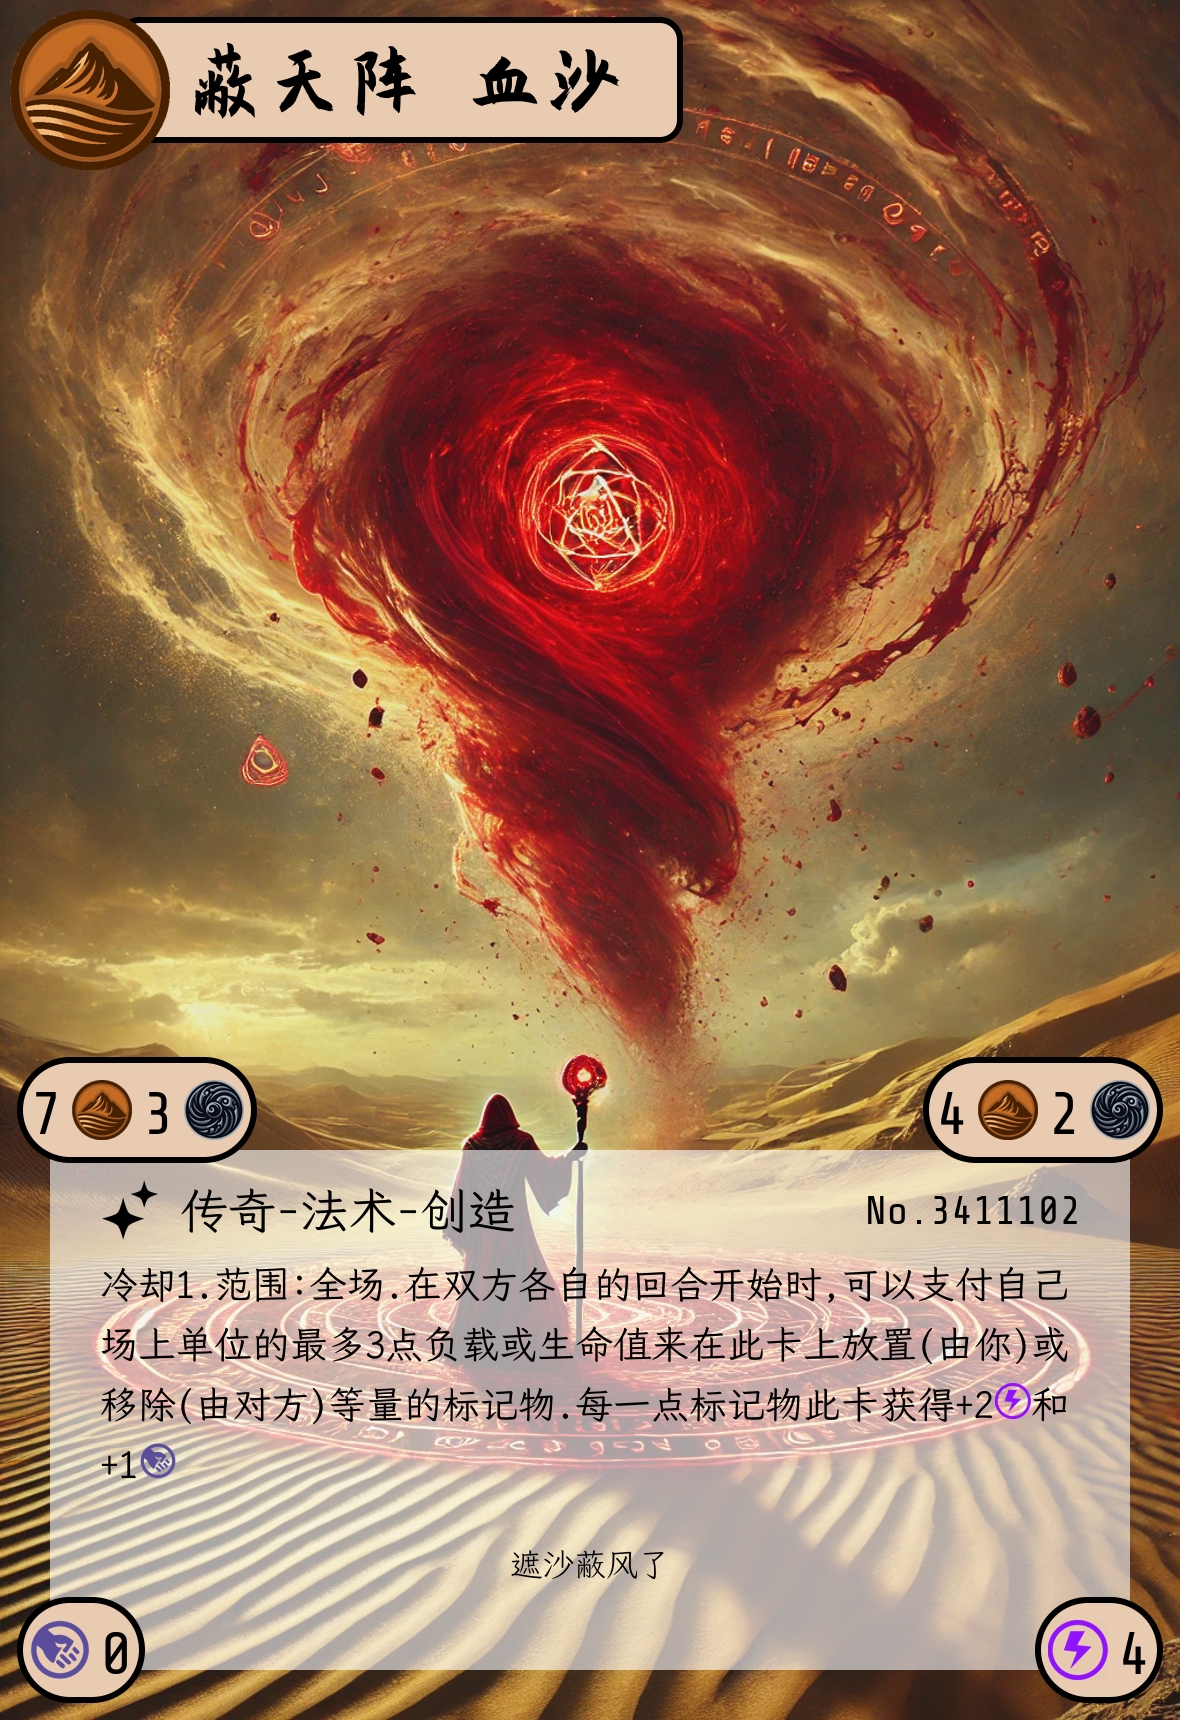 蔽天阵 血沙
7 3
4 2
传奇-法术-创造
No.3411102
冷却1.范围:全场.在双方各自的回合开始时,可以支付自己
场上单位的最多3点负载或生命值来在此卡上放置(由你)或
移除(由对方)等量的标记物.每一点标记物此卡获得+2和
+1
遮沙蔽风了
0
4